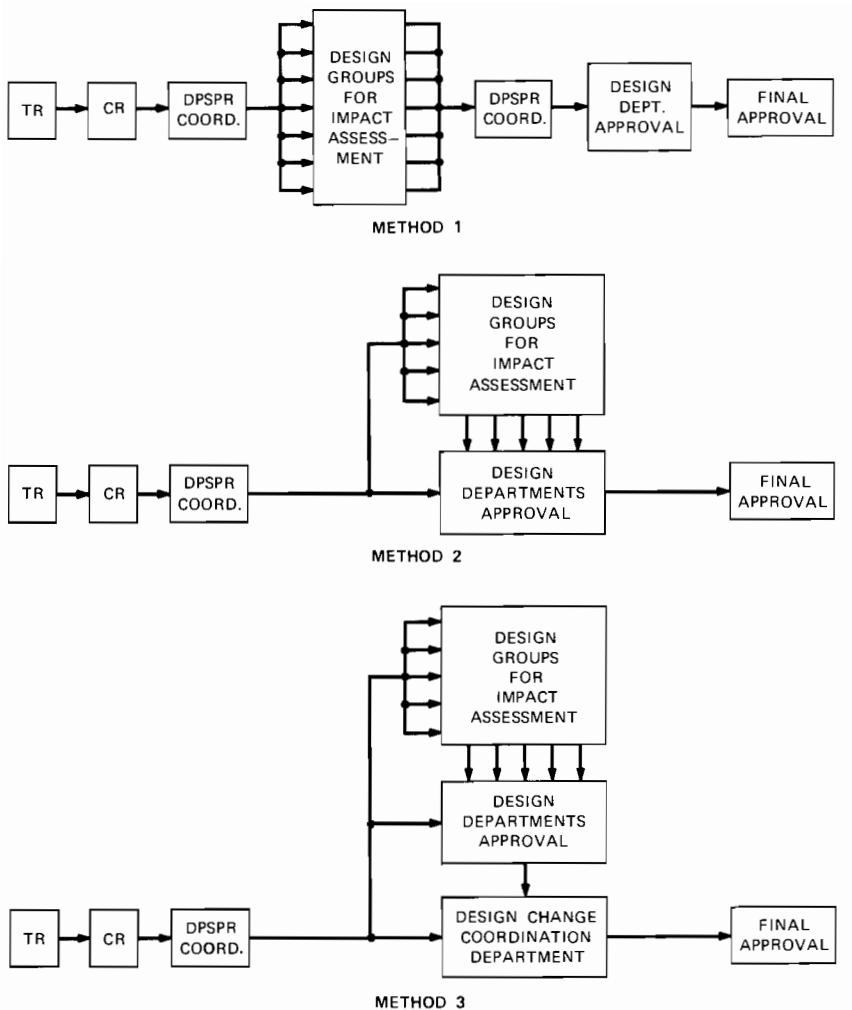 TR
CR
DPSPR
COORD.
DESIGN
GROUPS
FOR
IMPACT
ASSESS-
MENT
DPSPR
COORD.
DESIGN
DEPT.
APPROVAL
FINAL
APPROVAL
METHOD 1
DESIGN
GROUPS
FOR
IMPACT
ASSESSMENT
TR
CR
DPSPR
COORD.
DESIGN
DEPARTMENTS
APPROVAL
FINAL
APPROVAL
METHOD 2
DESIGN
GROUPS
FOR
IMPACT
ASSESSMENT
DESIGN
DEPARTMENTS
APPROVAL
TR
CR
DPSPR
COORD.
DESIGN CHANGE
COORDINATION
DEPARTMENT
FINAL
APPROVAL
METHOD 3